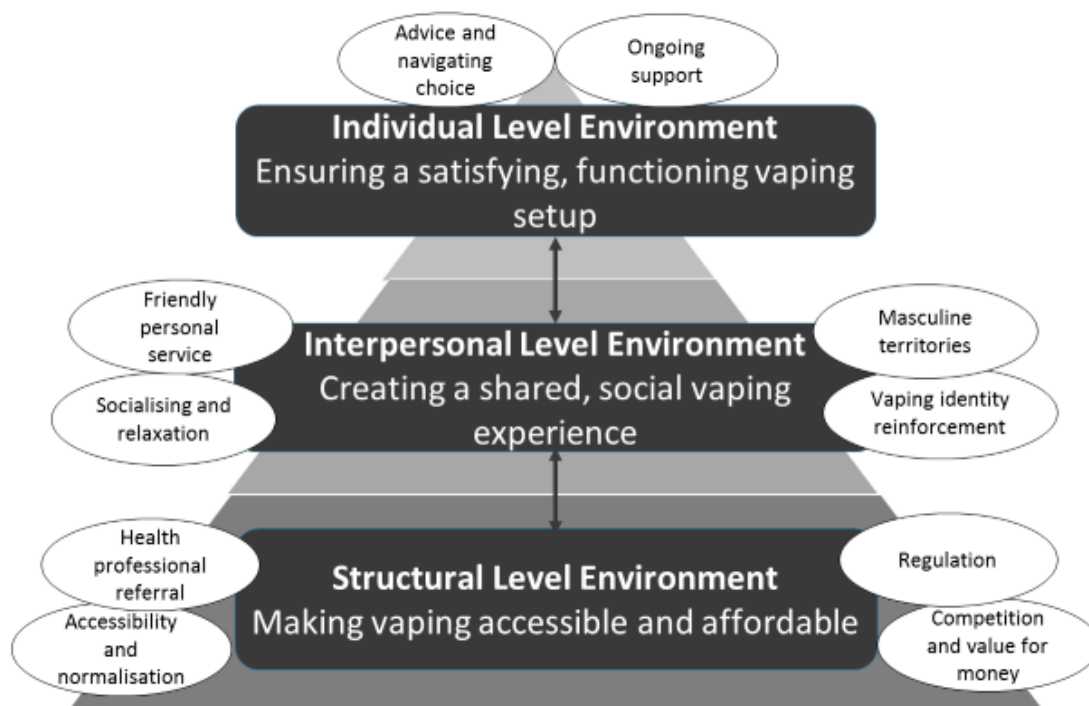 Advice and
navigating
choice
Ongoing
support
Individual Level Environment
Ensuring a satisfying, functioning vaping
setup
Friendly
personal
service
Masculine
territories
Interpersonal Level Environment
Creating a shared, social vaping
experience
Socialising and
relaxation
Vaping identity
reinforcement
Health
professional
referral
Regulation
Structural Level Environment
Making vaping accessible and affordable
Accessibility
and
normalisation
Competition
and value for
money